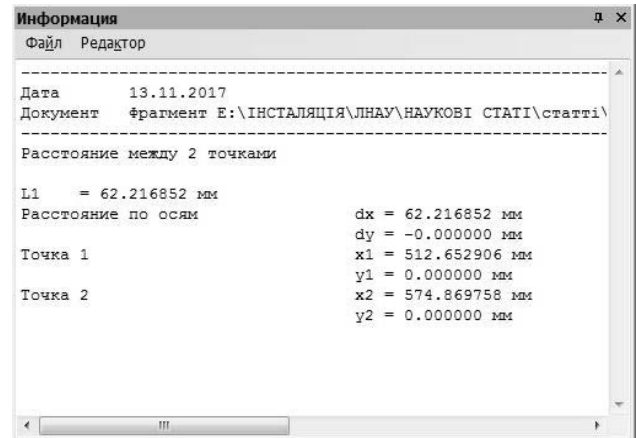 Информация
Файл Редактор
Дата 13.11.2017
Документ Фрагмент E:\ІНСТАЛЯЦІЯ\ЛНАУ\НАУКОВІ СТАТІ\статті\
Расстояние между 2 точками
L1 = 62.216852 мм
Расстояние по осям dx = 62.216852 мм
dy = -0.000000 мм
Точка 1 x1 = 512.652906 мм
y1 = 0.000000 мм
Точка 2 x2 = 574.869758 мм
y2 = 0.000000 мм